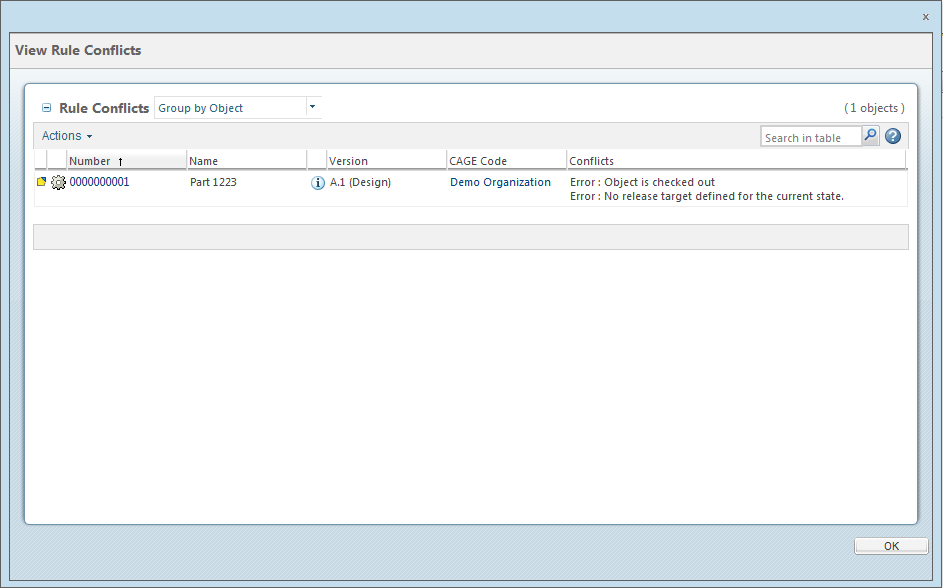 x
View Rule Conflicts
Rule Conflicts Group by Object (1 objects )
Actions Search in table ?
Number ↑ Name Version CAGE Code Conflicts
0000000001 Part 1223 i A.1 (Design) Demo Organization Error : Object is checked out
Error : No release target defined for the current state.
OK